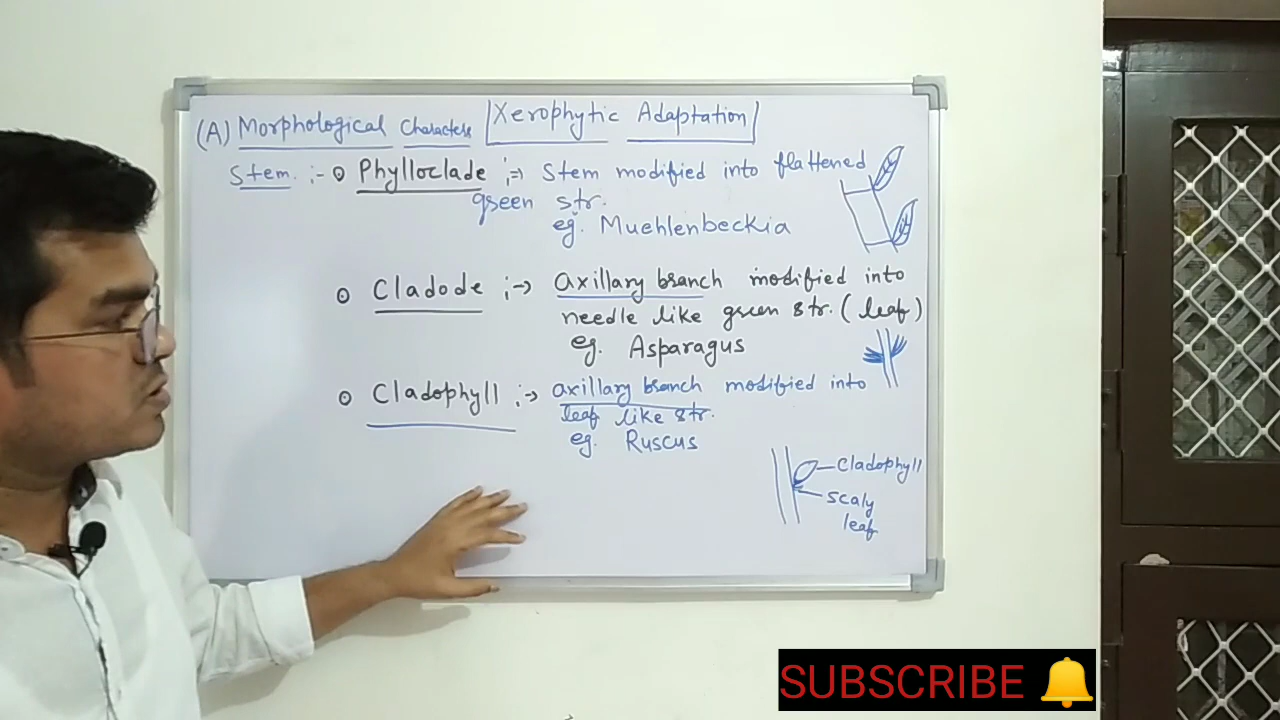 (A) Morphological Characters Xerophytic Adaptation
Stem :- ⊙ Phylloclade :→ Stem modified into flattened
green str.
eg. Muehlenbeckia
⊙ Cladode :→ axillary branch modified into
needle like green str. (leaf)
eg. Asparagus
⊙ Cladophyll :→ axillary branch modified into
leaf like str.
eg. Ruscus
Cladophyll
Scaly
leaf
SUBSCRIBE